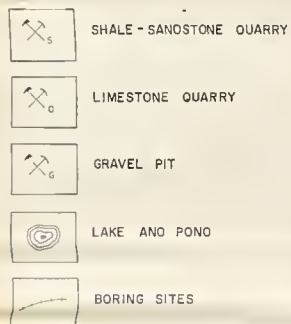 S SHALE-SANOSTONE QUARRY
O LIMESTONE QUARRY
G GRAVEL PIT
LAKE ANO PONO
BORING SITES